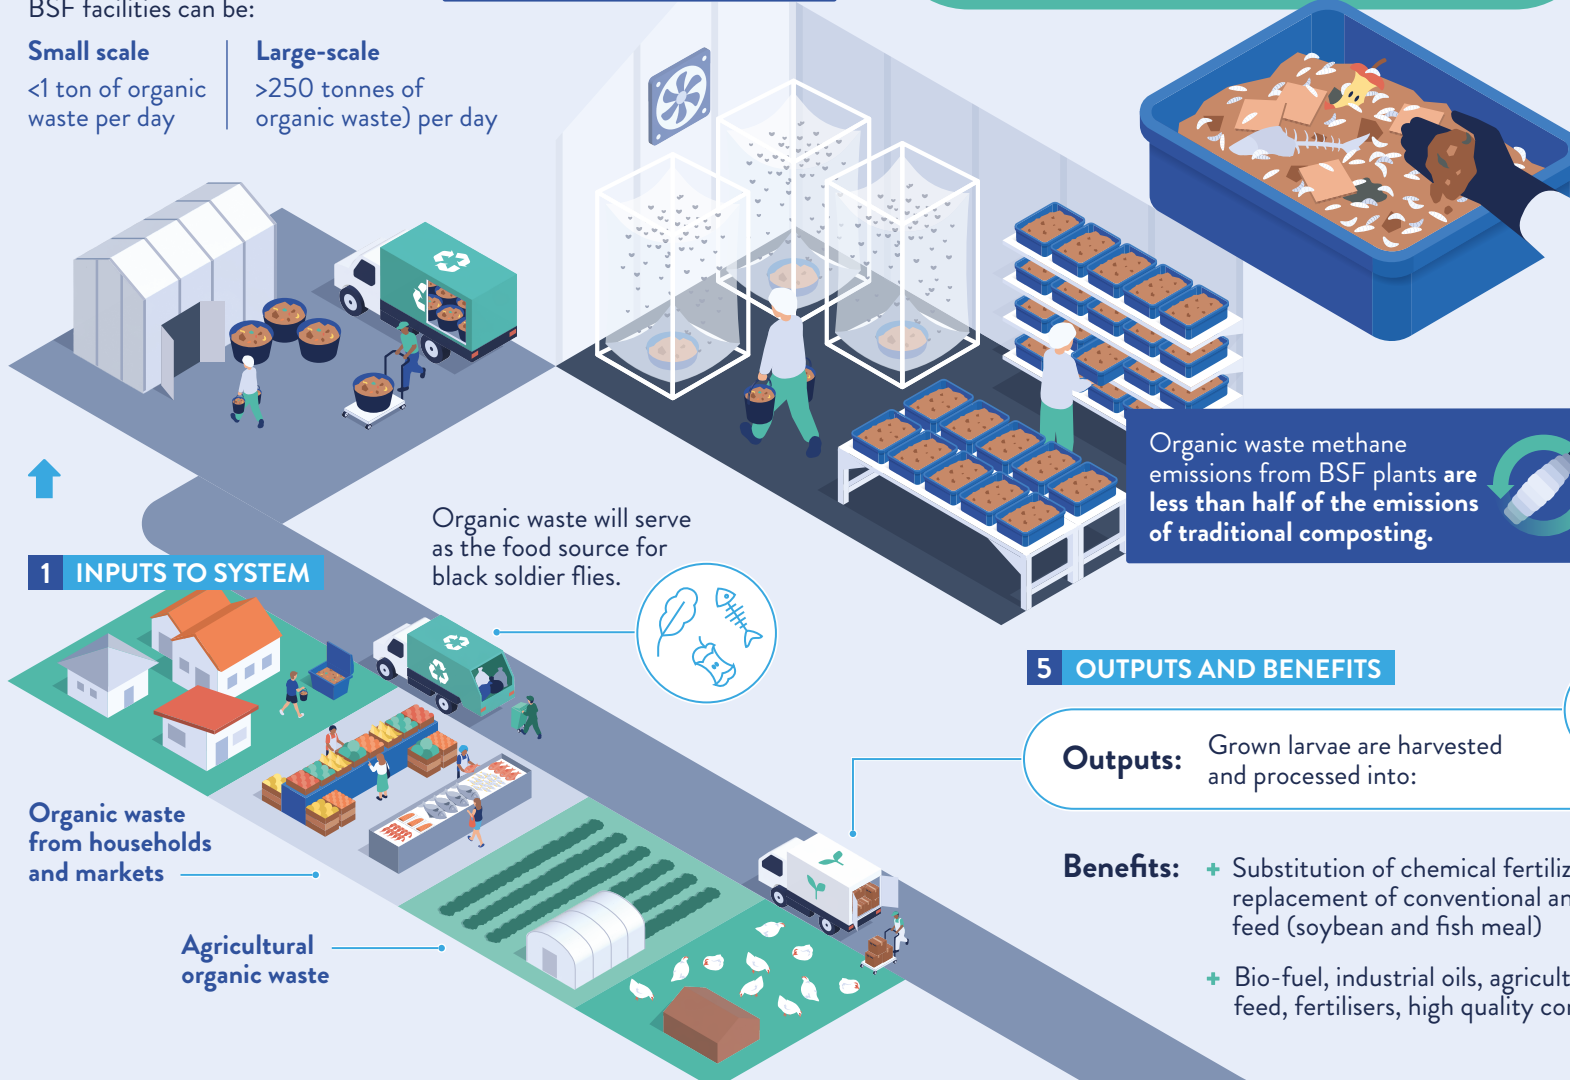 BSF facilities can be:
Small scale
<1 ton of organic
waste per day
Large-scale
>250 tonnes of
organic waste) per day
Organic waste methane
emissions from BSF plants are
less than half of the emissions
of traditional composting.
Organic waste will serve
as the food source for
black soldier flies.
1 INPUTS TO SYSTEM
Organic waste
from households
and markets
Agricultural
organic waste
5 OUTPUTS AND BENEFITS
Outputs:
Grown larvae are harvested
and processed into:
Benefits:
+ Substitution of chemical
replacement of conventional
feed (soybean and fish meal)
+ Bio-fuel, industrial oils,
feed, fertilisers, high quality